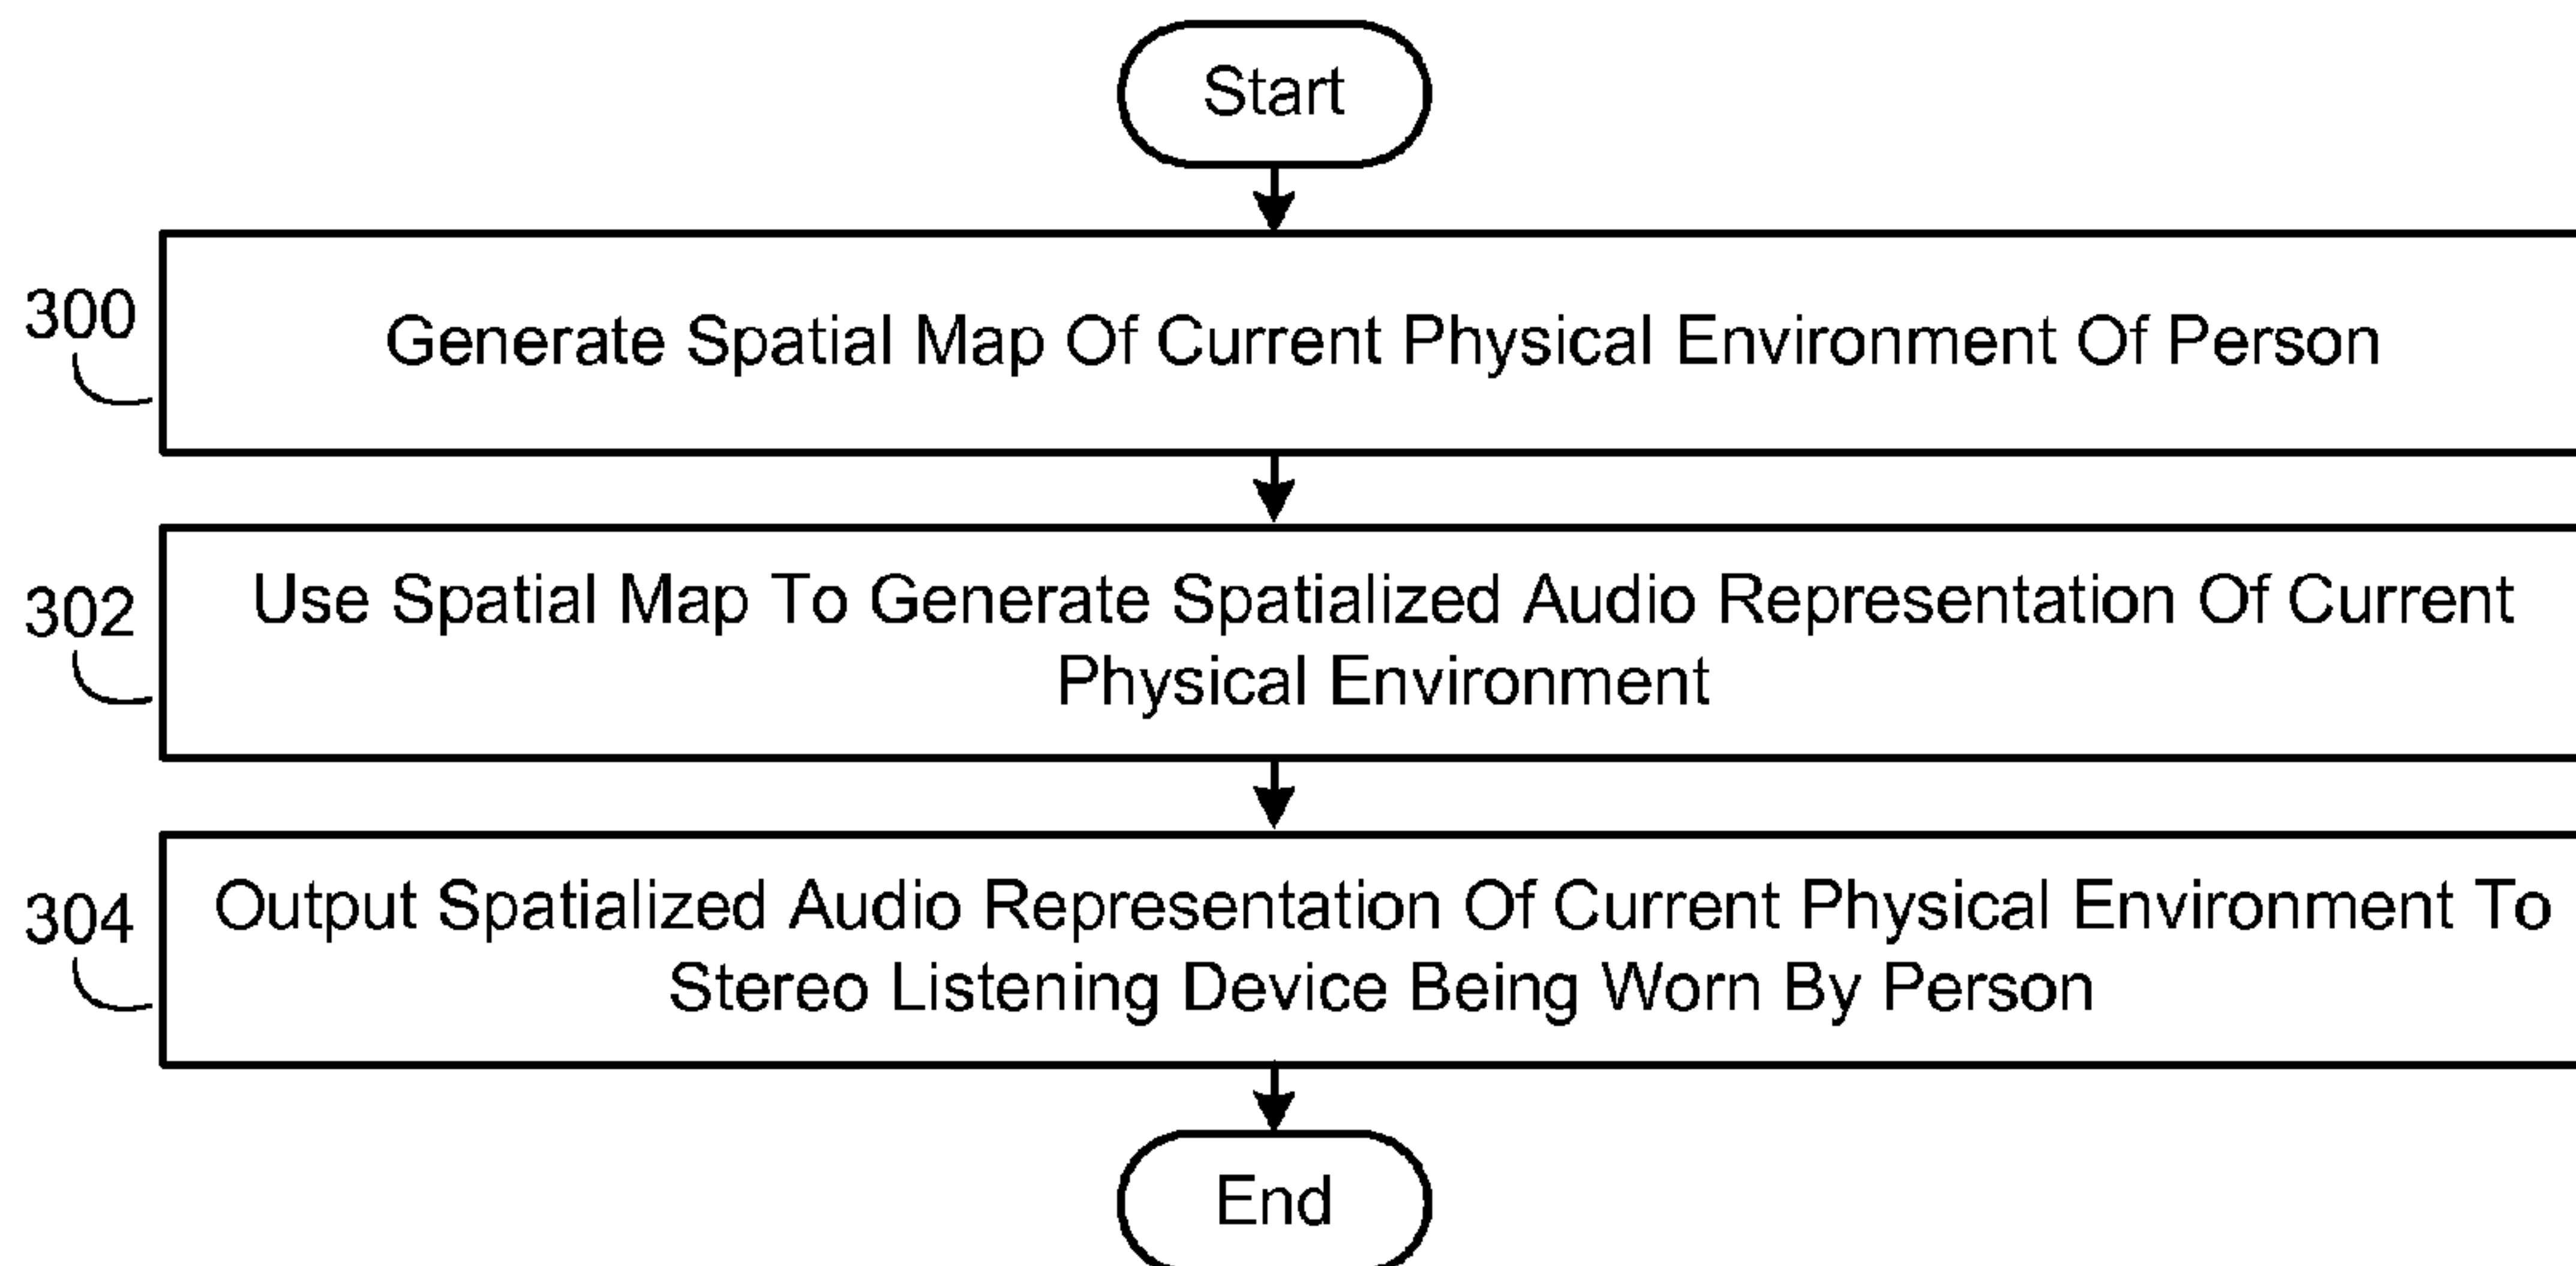 Start
300
Generate Spatial Map Of Current Physical Environment Of Person
302
Use Spatial Map To Generate Spatialized Audio Representation Of Current
Physical Environment
304
Output Spatialized Audio Representation Of Current Physical Environment To
Stereo Listening Device Being Worn By Person
End